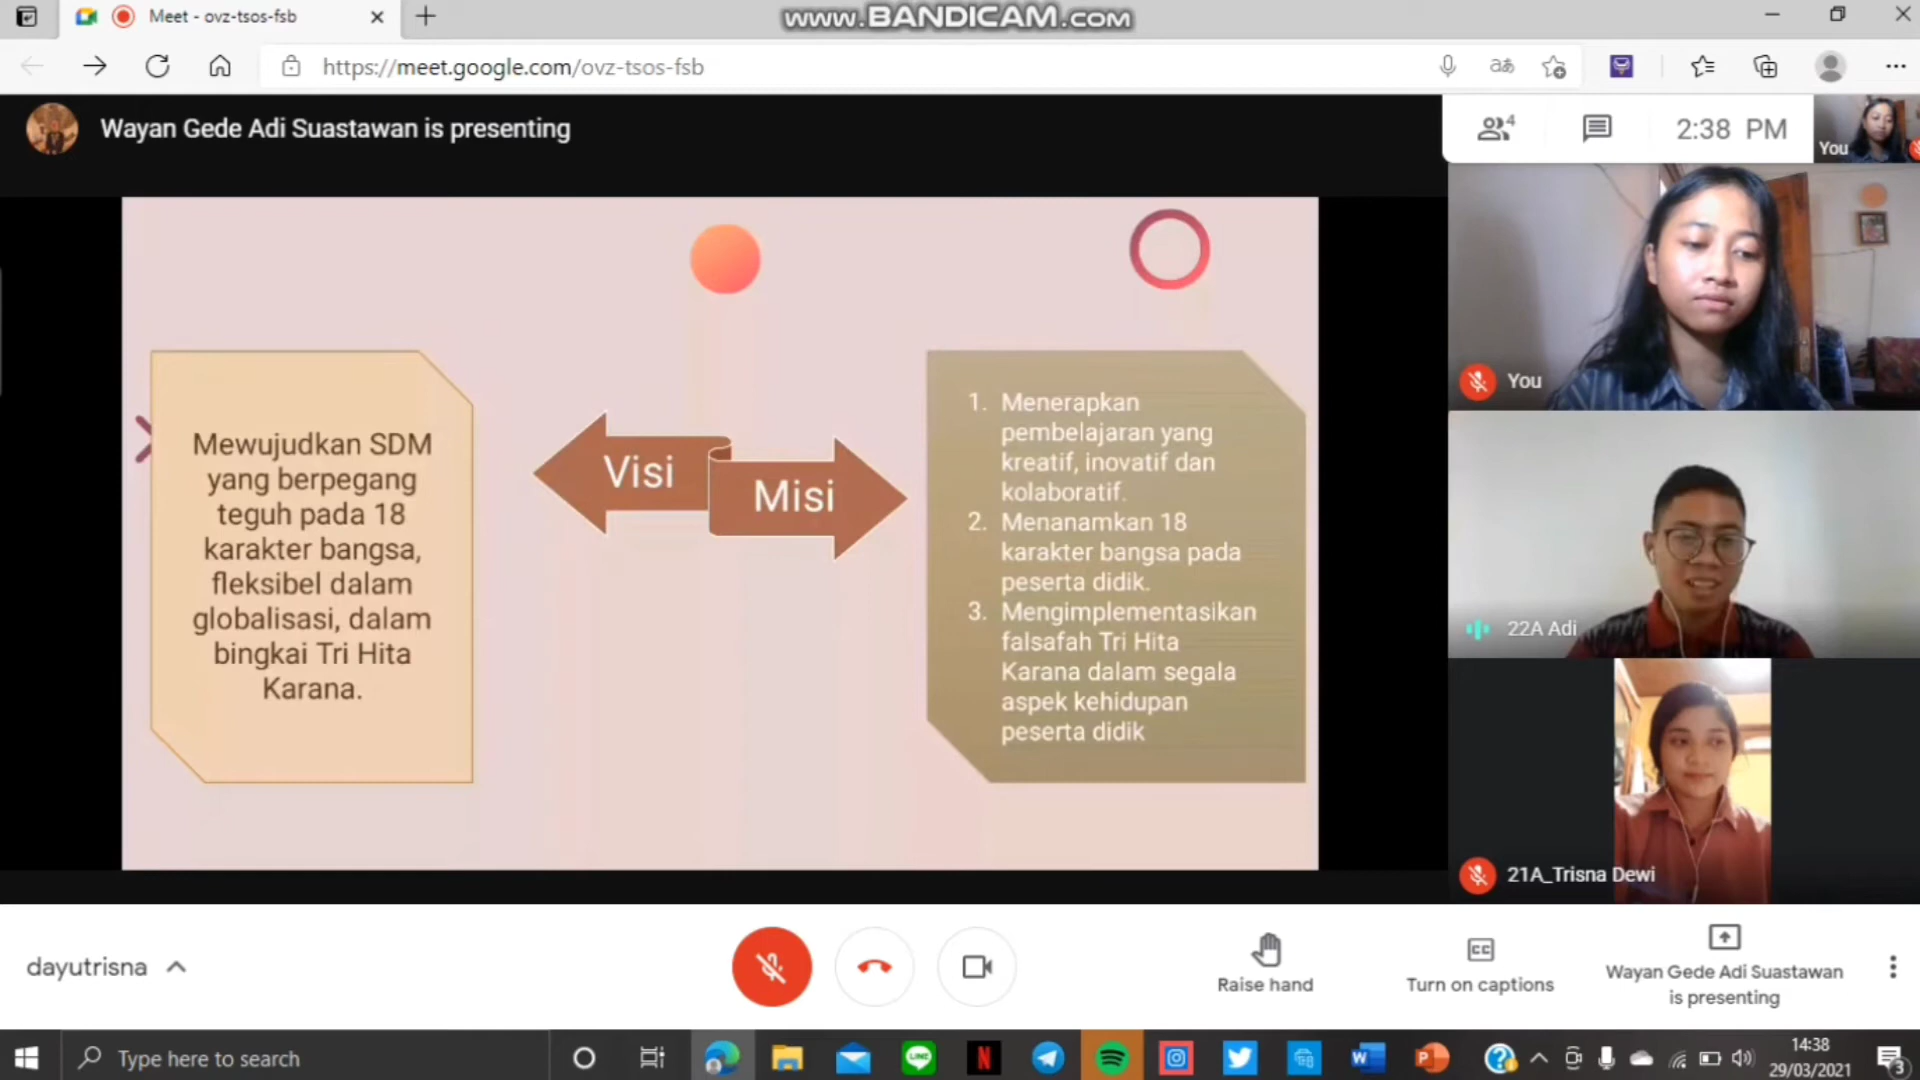 Meet - ovz-tsos-fsb
www.BANDICAM.com
https://meet.google.com/ovz-tsos-fsb
Wayan Gede Adi Suastawan is presenting
4
2:38 PM
You
You
22A Adi
21A_Trisna Dewi
Mewujudkan SDM
yang berpegang
teguh pada 18
karakter bangsa,
fleksibel dalam
globalisasi, dalam
bingkai Tri Hita
Karana.
Visi
Misi
1. Menerapkan
pembelajaran yang
kreatif, inovatif dan
kolaboratif.
2. Menanamkan 18
karakter bangsa pada
peserta didik.
3. Mengimplementasikan
falsafah Tri Hita
Karana dalam segala
aspek kehidupan
peserta didik
dayutrisna
Raise hand
CC
Turn on captions
Wayan Gede Adi Suastawan
is presenting
Type here to search
14:38
29/03/2021
3